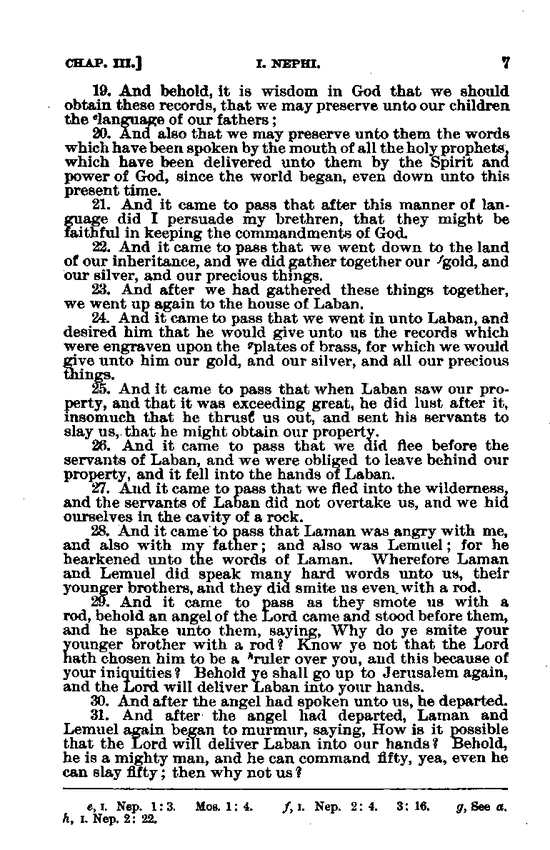 CHAP. III.] I. NEPHI. 7
19. And behold, it is wisdom in God that we should
obtain these records, that we may preserve unto our children
the ᵉlanguage of our fathers;
20. And also that we may preserve unto them the words
which have been spoken by the mouth of all the holy prophets,
which have been delivered unto them by the Spirit and
power of God, since the world began, even down unto this
present time.
21. And it came to pass that after this manner of lan-
guage did I persuade my brethren, that they might be
faithful in keeping the commandments of God.
22. And it came to pass that we went down to the land
of our inheritance, and we did gather together our ᶠgold, and
our silver, and our precious things.
23. And after we had gathered these things together,
we went up again to the house of Laban.
24. And it came to pass that we went in unto Laban, and
desired him that he would give unto us the records which
were engraven upon the ᵍplates of brass, for which we would
give unto him our gold, and our silver, and all our precious
things.
25. And it came to pass that when Laban saw our pro-
perty, and that it was exceeding great, he did lust after it,
insomuch that he thrust us out, and sent his servants to
slay us, that he might obtain our property.
26. And it came to pass that we did flee before the
servants of Laban, and we were obliged to leave behind our
property, and it fell into the hands of Laban.
27. And it came to pass that we fled into the wilderness,
and the servants of Laban did not overtake us, and we hid
ourselves in the cavity of a rock.
28. And it came to pass that Laman was angry with me,
and also with my father; and also was Lemuel; for he
hearkened unto the words of Laman. Wherefore Laman
and Lemuel did speak many hard words unto us, their
younger brothers, and they did smite us even with a rod.
29. And it came to pass as they smote us with a
rod, behold an angel of the Lord came and stood before them,
and he spake unto them, saying, Why do ye smite your
younger brother with a rod? Know ye not that the Lord
hath chosen him to be a ʰruler over you, and this because of
your iniquities? Behold ye shall go up to Jerusalem again,
and the Lord will deliver Laban into your hands.
30. And after the angel had spoken unto us, he departed.
31. And after the angel had departed, Laman and
Lemuel again began to murmur, saying, How is it possible
that the Lord will deliver Laban into our hands? Behold,
he is a mighty man, and he can command fifty, yea, even he
can slay fifty; then why not us?
e, I. Nep. 1:3. Mos. 1:4. f, I. Nep. 2:4. 3:16. g, See a.
h, I. Nep. 2:22.